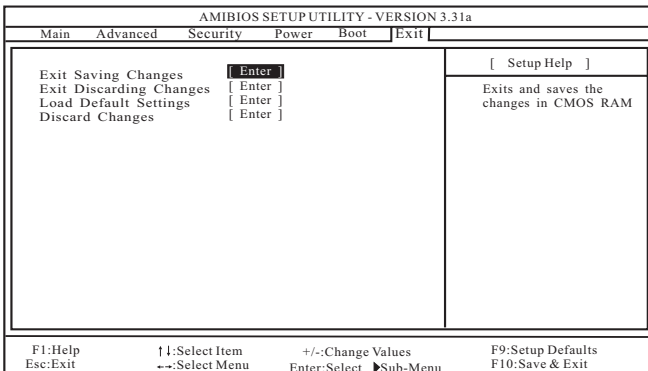 AMIBIOS SETUP UTILITY - VERSION 3.31a
Main Advanced Security Power Boot Exit
[ Setup Help ]
Exit Saving Changes [ Enter ]
Exit Discarding Changes [ Enter ]
Load Default Settings [ Enter ]
Discard Changes [ Enter ]
Exits and saves the
changes in CMOS RAM
F1:Help ↑↓:Select Item +/-:Change Values F9:Setup Defaults
Esc:Exit ←→:Select Menu Enter:Select ▶Sub-Menu F10:Save & Exit